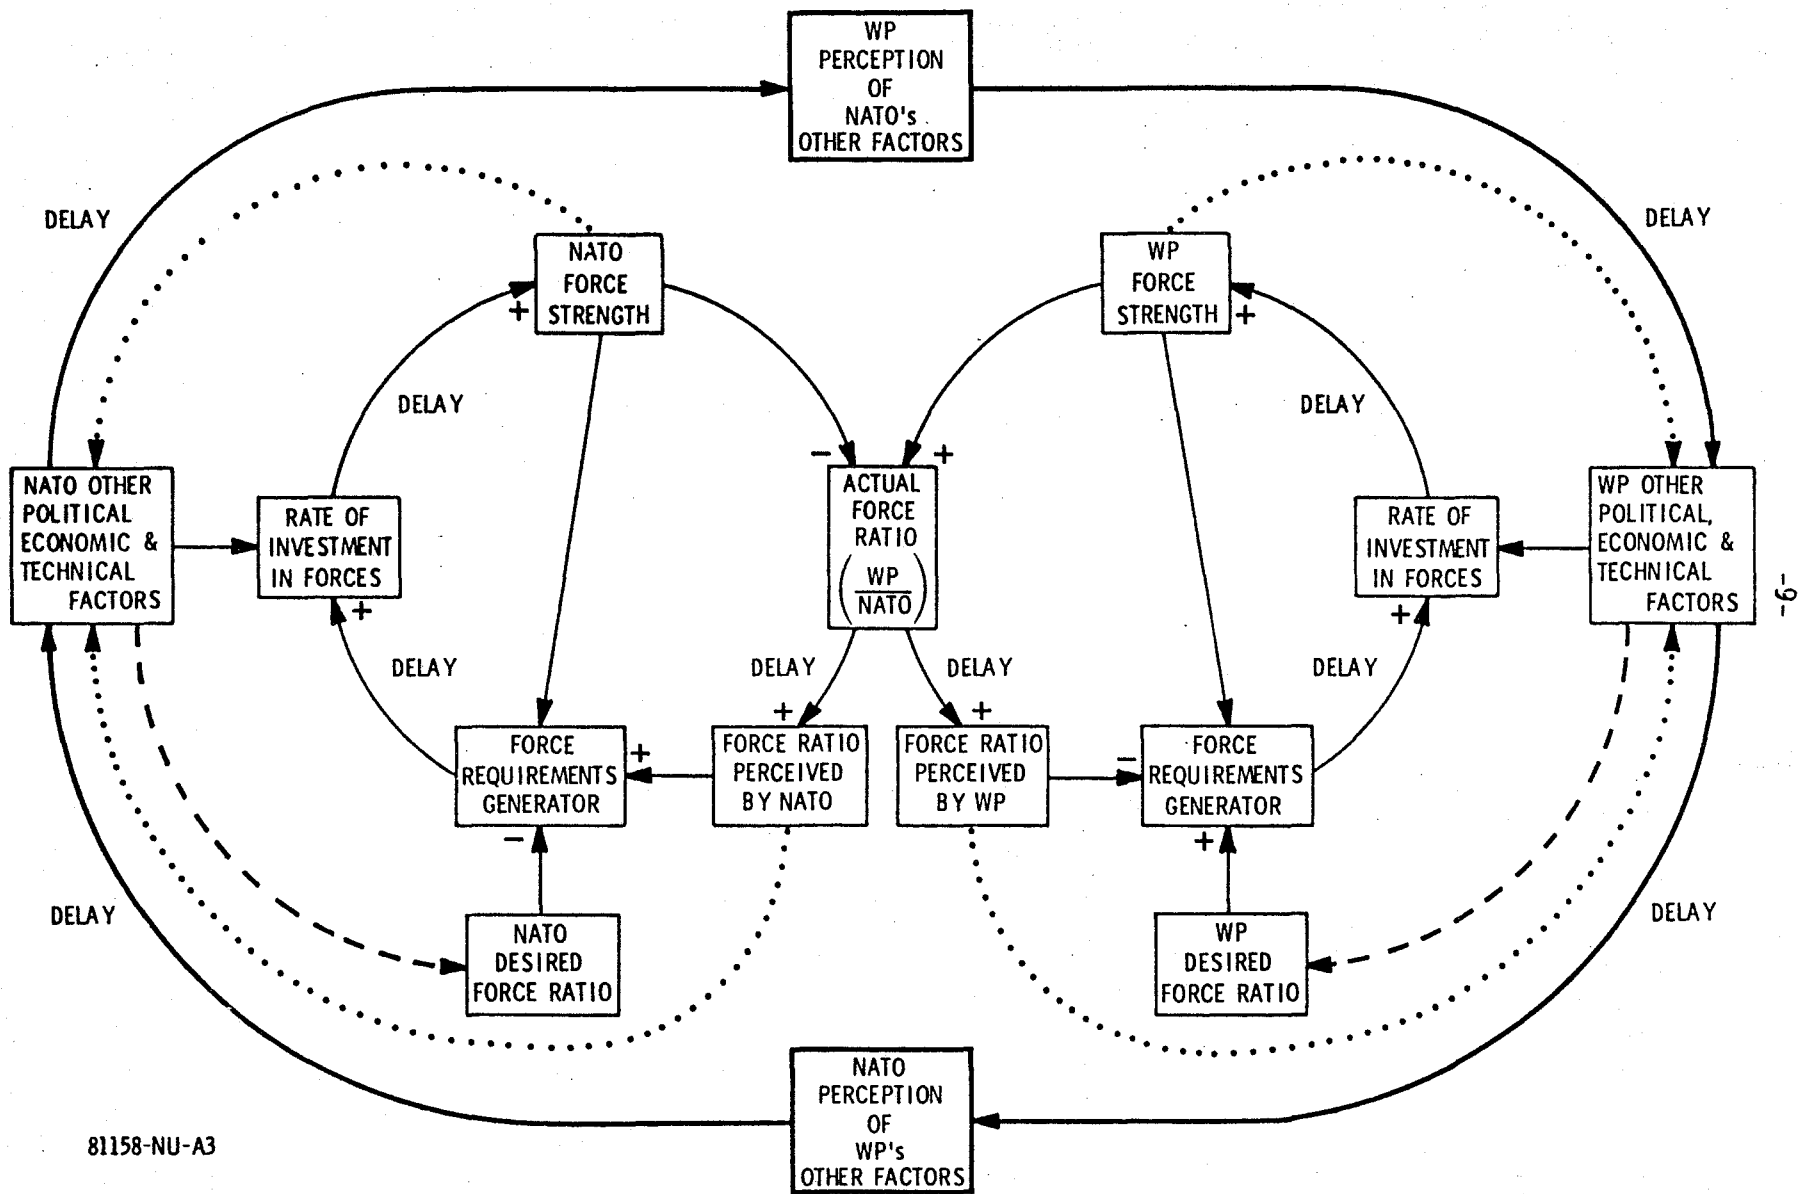 WP
PERCEPTION
OF
NATO's
OTHER FACTORS
DELAY
DELAY
NATO
FORCE
STRENGTH
+
WP
FORCE
STRENGTH
+
DELAY
DELAY
NATO OTHER
POLITICAL
ECONOMIC &
TECHNICAL
FACTORS
RATE OF
INVESTMENT
IN FORCES
+
−
+
ACTUAL
FORCE
RATIO
(WP
NATO)
RATE OF
INVESTMENT
IN FORCES
+
WP OTHER
POLITICAL,
ECONOMIC &
TECHNICAL
FACTORS
-6-
DELAY
DELAY
DELAY
DELAY
+
+
FORCE
REQUIREMENTS
GENERATOR
+
−
FORCE RATIO
PERCEIVED
BY NATO
FORCE RATIO
PERCEIVED
BY WP
−
+
FORCE
REQUIREMENTS
GENERATOR
DELAY
NATO
DESIRED
FORCE RATIO
WP
DESIRED
FORCE RATIO
DELAY
NATO
PERCEPTION
OF
WP's
OTHER FACTORS
81158-NU-A3